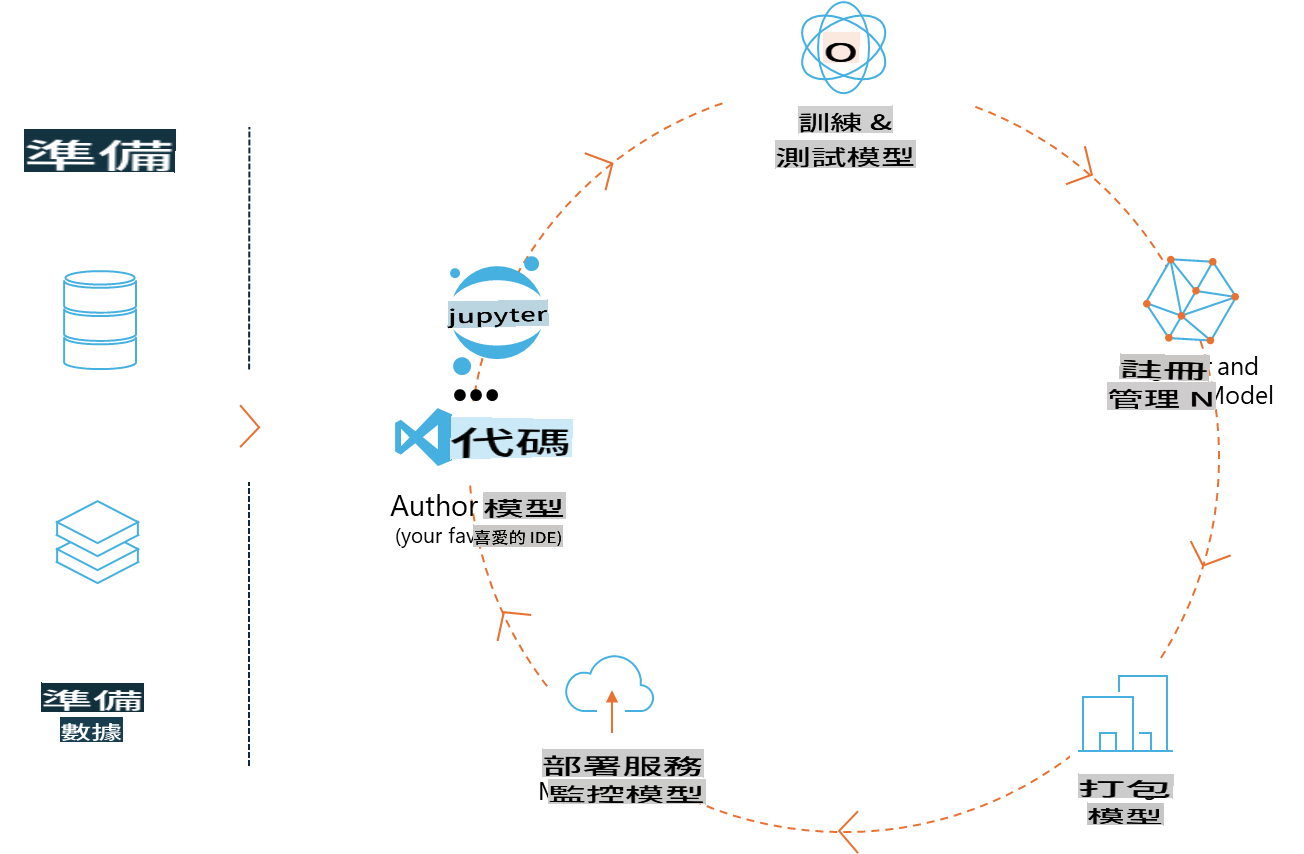 準備
準備
數據
jupyter
代碼
Author 模型
(your fav喜愛的 IDE)
O
訓練 &
測試模型
註冊 and
管理 Model
打包
模型
部署服務
監控模型